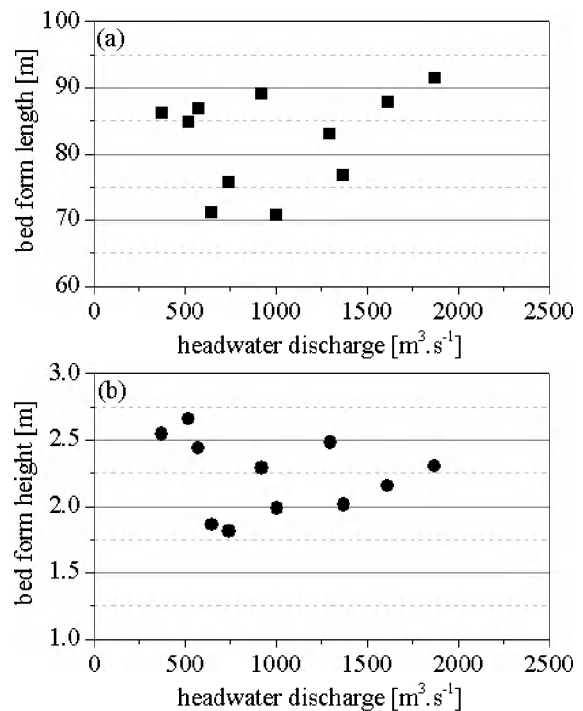 (a)
100
90
80
70
60
bed form length [m]
0 500 1000 1500 2000 2500
headwater discharge [m³.s⁻¹]
(b)
3.0
2.5
2.0
1.5
1.0
bed form height [m]
0 500 1000 1500 2000 2500
headwater discharge [m³.s⁻¹]